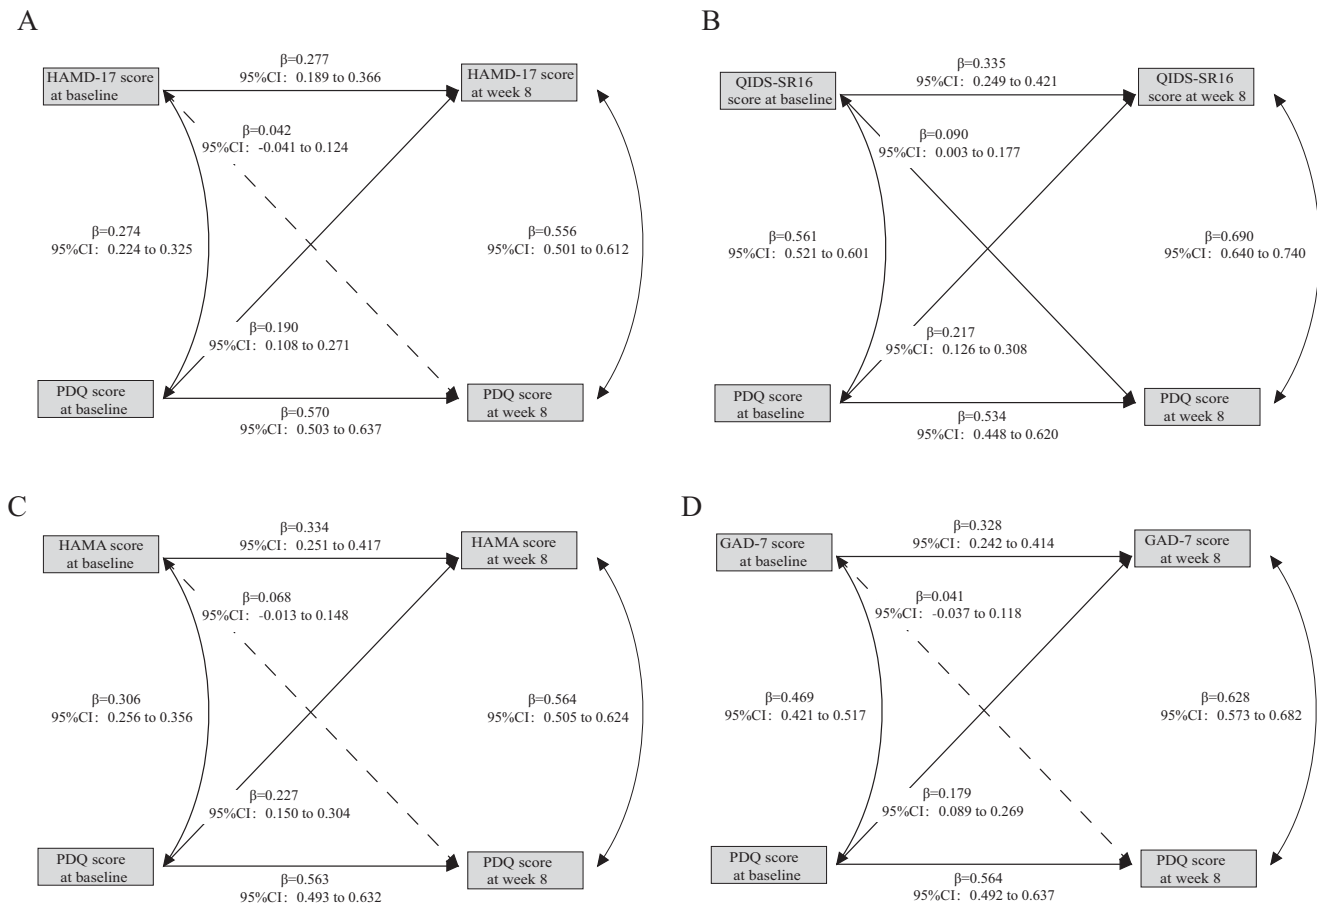 A
β=0.277
95%CI: 0.189 to 0.366
HAMD-17 score
at baseline
HAMD-17 score
at week 8
β=0.042
95%CI: -0.041 to 0.124
β=0.274
95%CI: 0.224 to 0.325
β=0.556
95%CI: 0.501 to 0.612
β=0.190
95%CI: 0.108 to 0.271
PDQ score
at baseline
PDQ score
at week 8
β=0.570
95%CI: 0.503 to 0.637
B
β=0.335
95%CI: 0.249 to 0.421
QIDS-SR16
score at baseline
QIDS-SR16
score at week 8
β=0.090
95%CI: 0.003 to 0.177
β=0.561
95%CI: 0.521 to 0.601
β=0.690
95%CI: 0.640 to 0.740
β=0.217
95%CI: 0.126 to 0.308
PDQ score
at baseline
PDQ score
at week 8
β=0.534
95%CI: 0.448 to 0.620
C
β=0.334
95%CI: 0.251 to 0.417
HAMA score
at baseline
HAMA score
at week 8
β=0.068
95%CI: -0.013 to 0.148
β=0.306
95%CI: 0.256 to 0.356
β=0.564
95%CI: 0.505 to 0.624
β=0.227
95%CI: 0.150 to 0.304
PDQ score
at baseline
PDQ score
at week 8
β=0.563
95%CI: 0.493 to 0.632
D
β=0.328
95%CI: 0.242 to 0.414
GAD-7 score
at baseline
GAD-7 score
at week 8
β=0.041
95%CI: -0.037 to 0.118
β=0.469
95%CI: 0.421 to 0.517
β=0.628
95%CI: 0.573 to 0.682
β=0.179
95%CI: 0.089 to 0.269
PDQ score
at baseline
PDQ score
at week 8
β=0.564
95%CI: 0.492 to 0.637